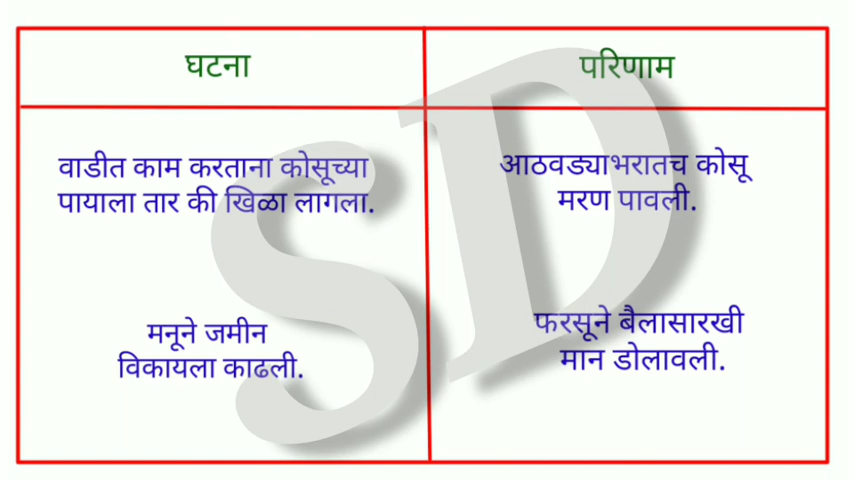 घटना
परिणाम
वाडीत काम करताना कोसूच्या
पायाला तार की खिळा लागला.
आठवड्याभरातच कोसू
मरण पावली.
मनूने जमीन
विकायला काढली.
फरसूने बैलासारखी
मान डोलावली.
SD